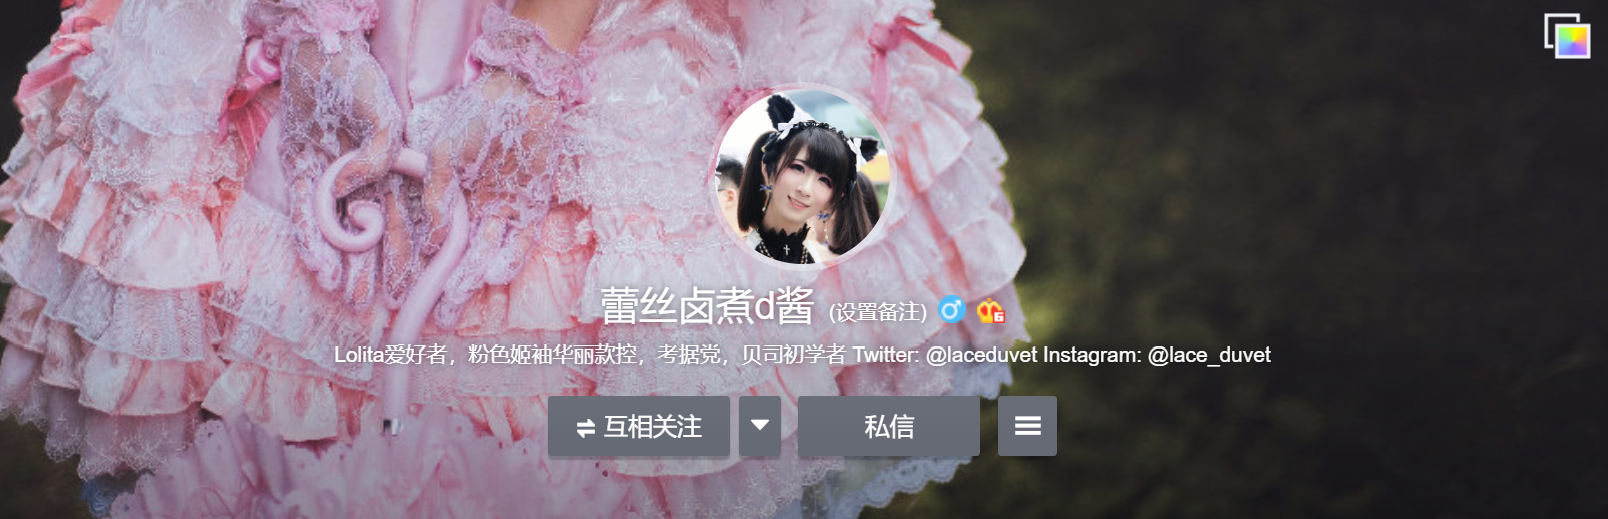 蕾丝卤煮d酱 (设置备注) 6
Lolita爱好者，粉色姬袖华丽款控，考据党，贝司初学者 Twitter: @laceduvet Instagram: @lace_duvet
互相关注 私信